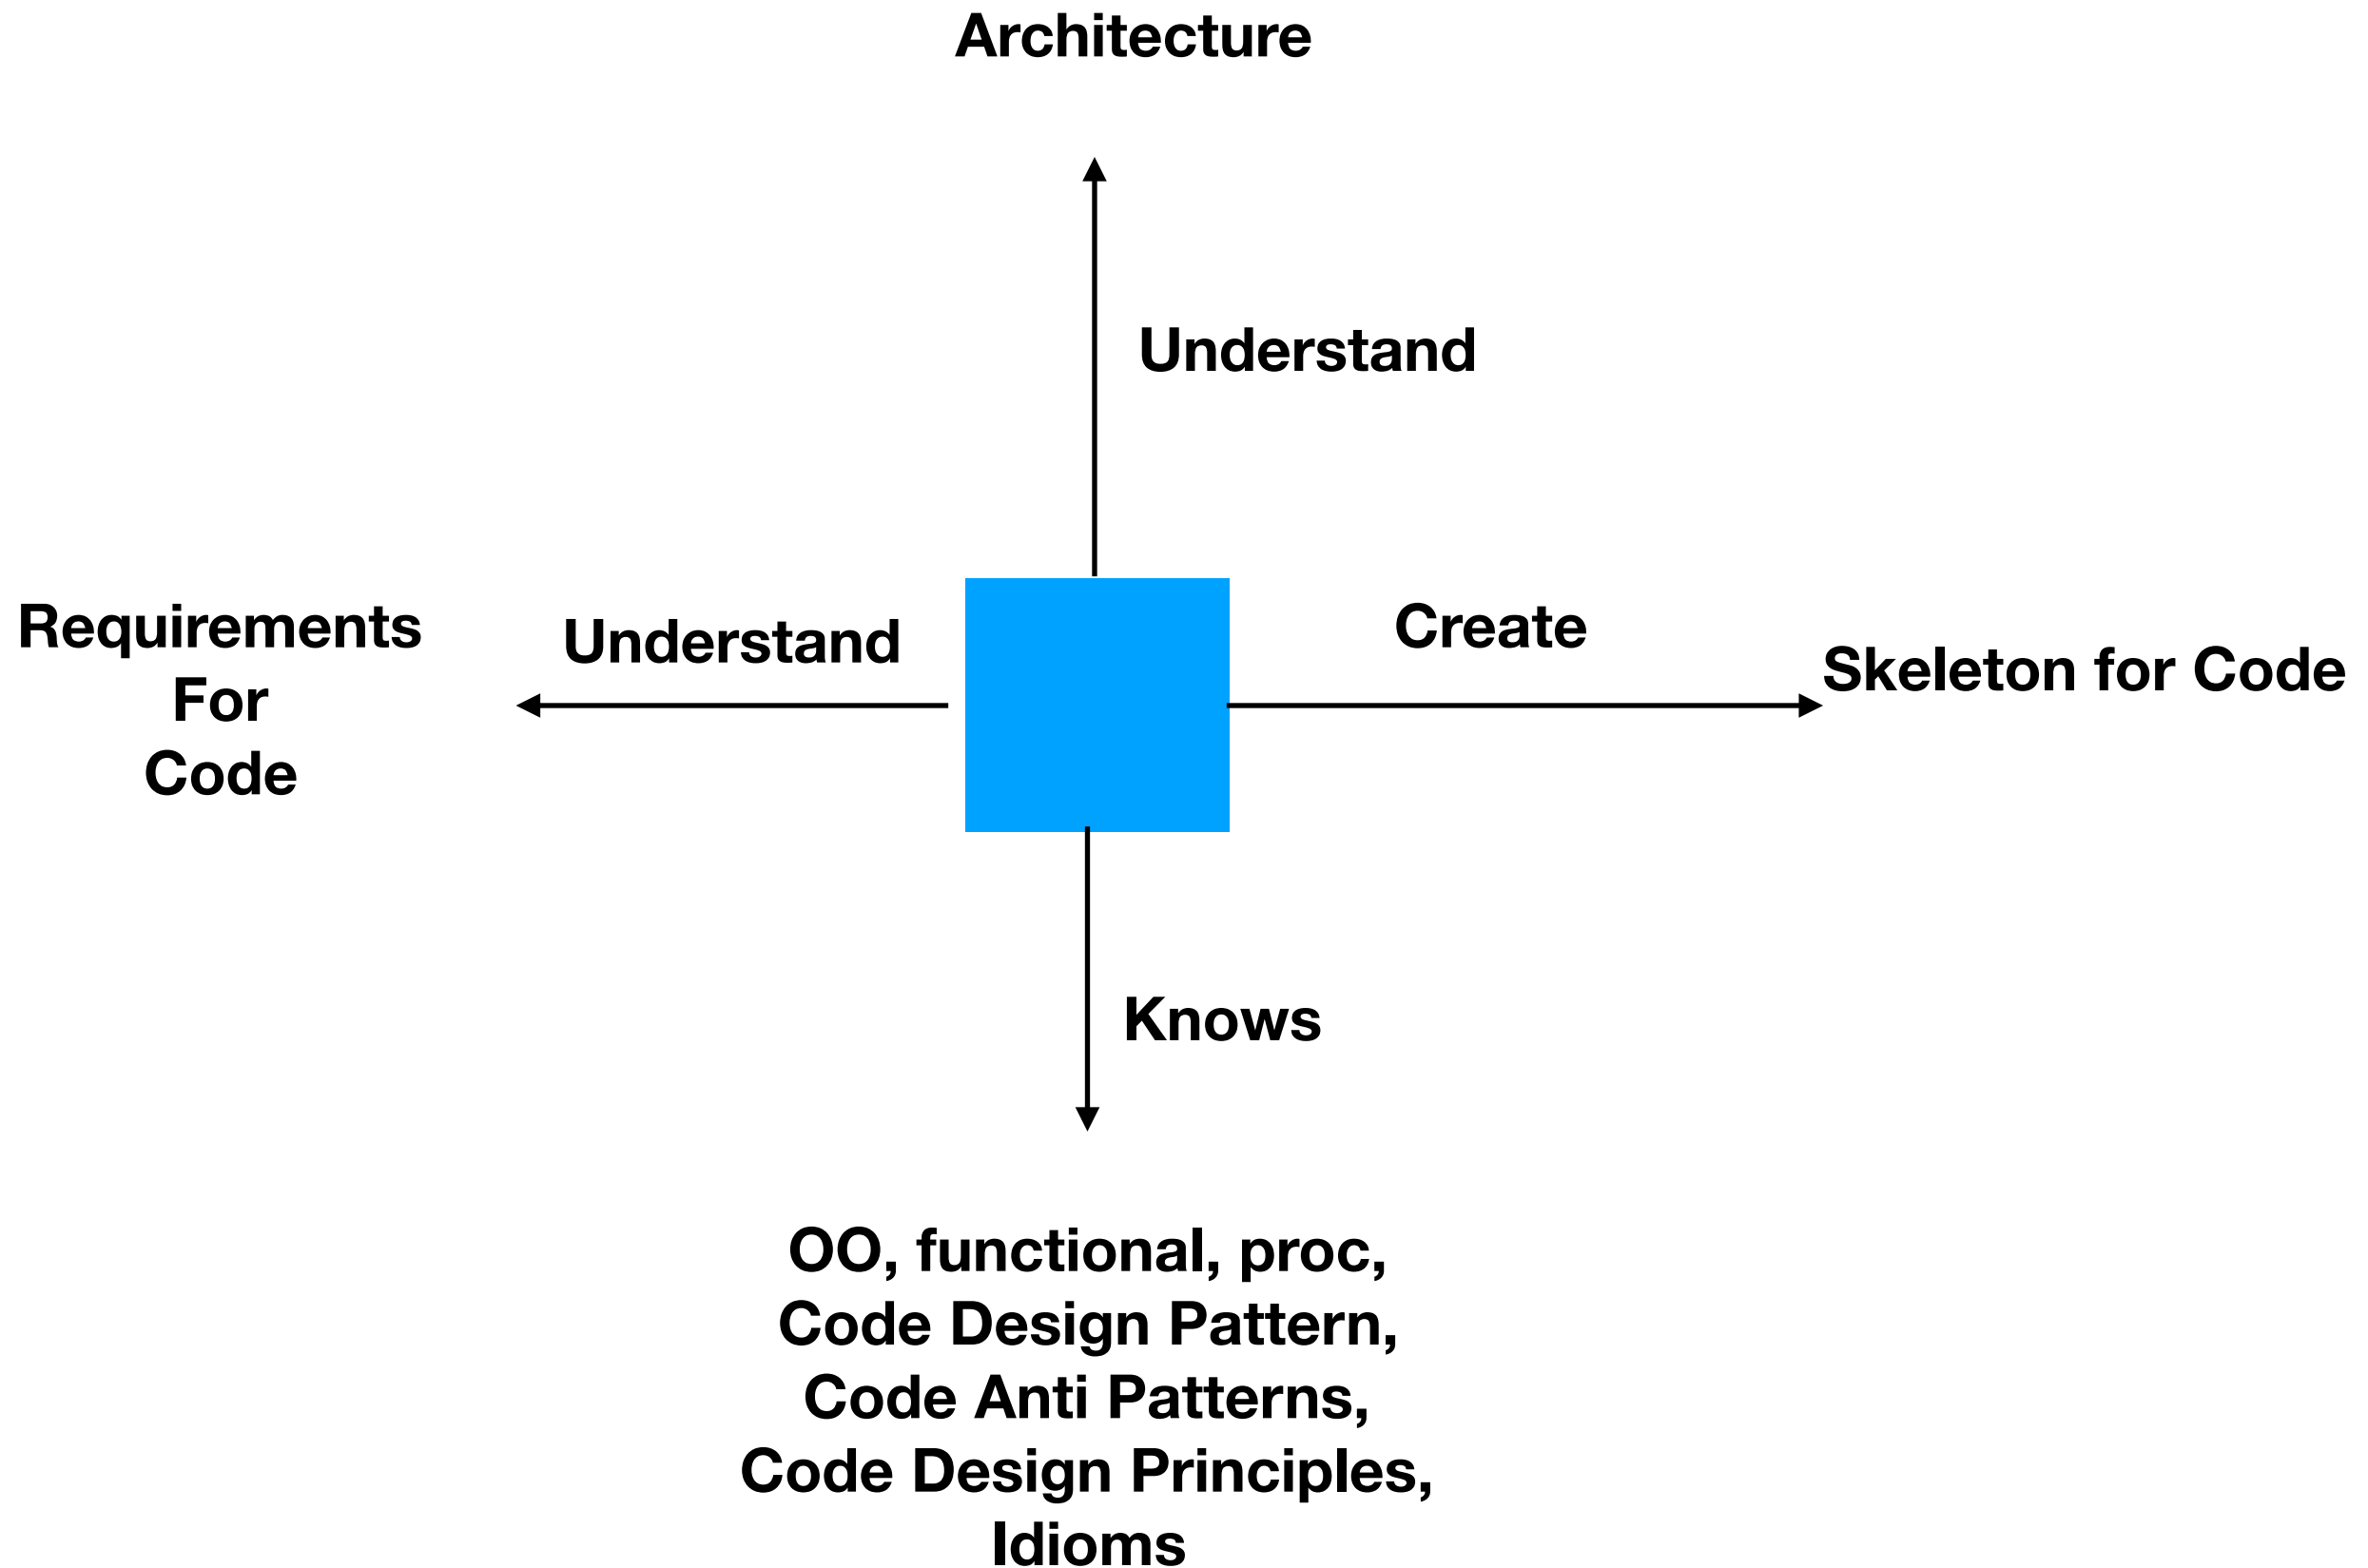 Architecture
Understand
Requirements
For
Code
Understand
Create
Skeleton for Code
Knows
OO, functional, proc,
Code Design Pattern,
Code Anti Patterns,
Code Design Principles,
Idioms